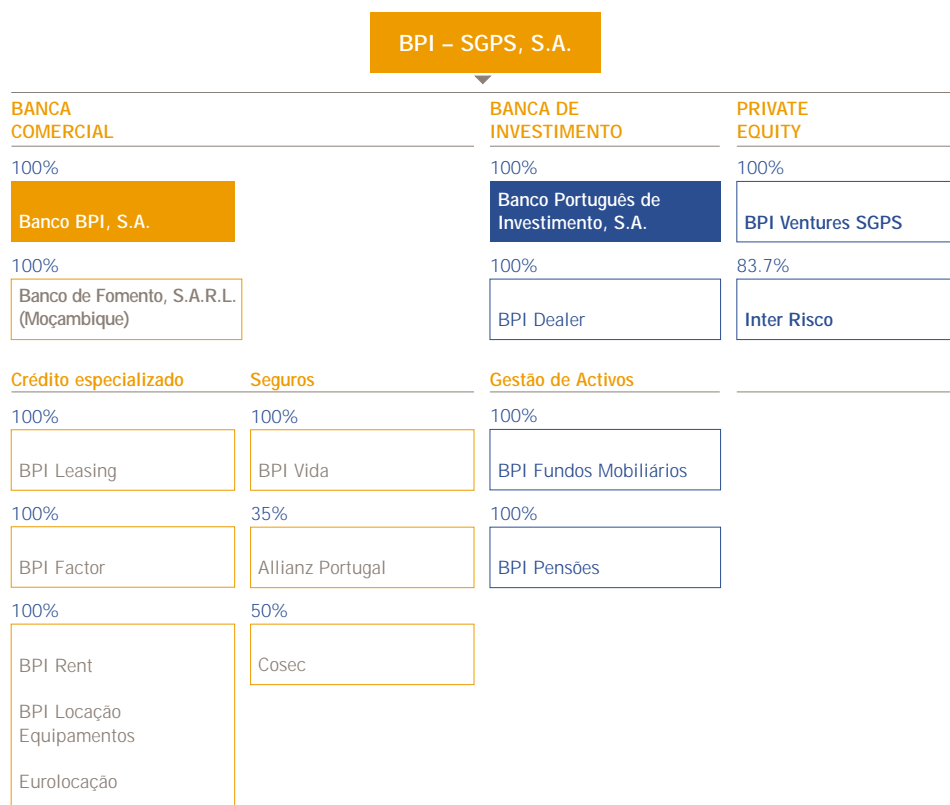 BPI – SGPS, S.A.
BANCA
COMERCIAL
BANCA DE
INVESTIMENTO
PRIVATE
EQUITY
100%
Banco BPI, S.A.
100%
Banco Português de
Investimento, S.A.
100%
BPI Ventures SGPS
100%
Banco de Fomento, S.A.R.L.
(Moçambique)
100%
BPI Dealer
83.7%
Inter Risco
Crédito especializado
Seguros
Gestão de Activos
100%
BPI Leasing
100%
BPI Vida
100%
BPI Fundos Mobiliários
100%
BPI Factor
35%
Allianz Portugal
100%
BPI Pensões
100%
BPI Rent
BPI Locação
Equipamentos
Eurolocação
50%
Cosec